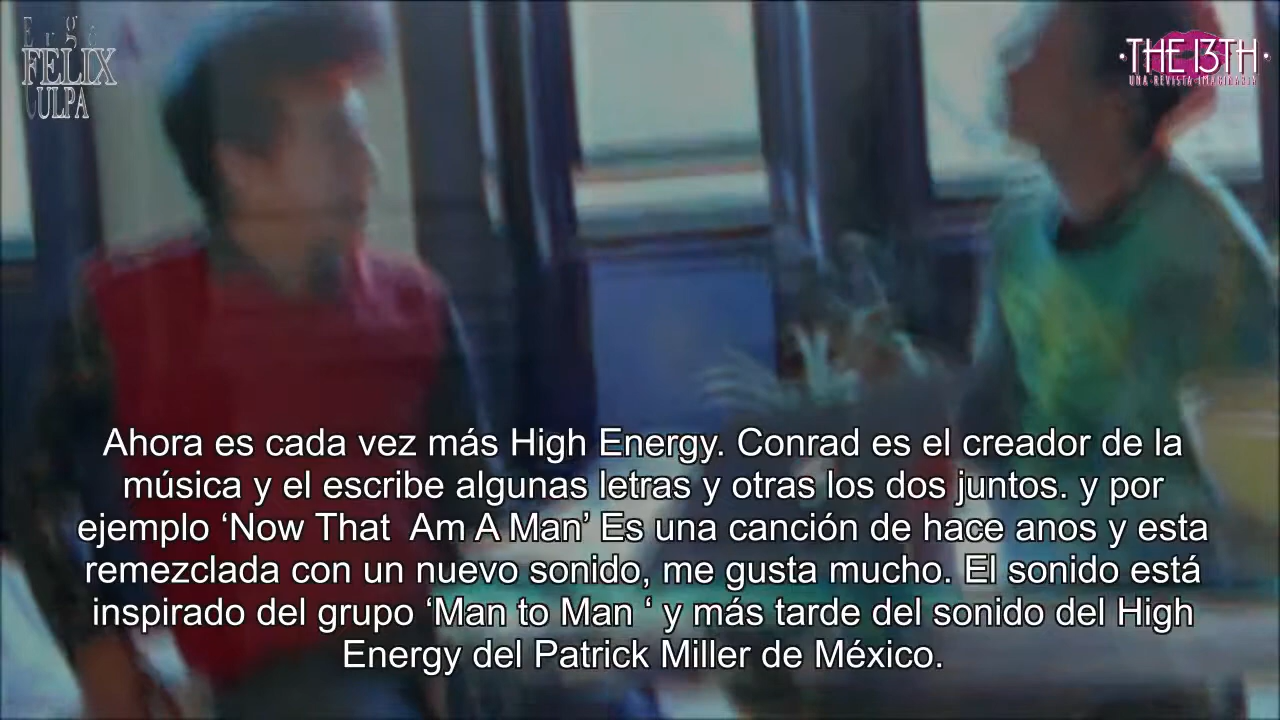 Ergo
FELIX
CULPA
·THE 13TH·
UNA REVISTA IMAGINARIA
Ahora es cada vez más High Energy. Conrad es el creador de la
música y el escribe algunas letras y otras los dos juntos. y por
ejemplo ‘Now That  Am A Man’ Es una canción de hace anos y esta
remezclada con un nuevo sonido, me gusta mucho. El sonido está
inspirado del grupo ‘Man to Man ‘ y más tarde del sonido del High
Energy del Patrick Miller de México.